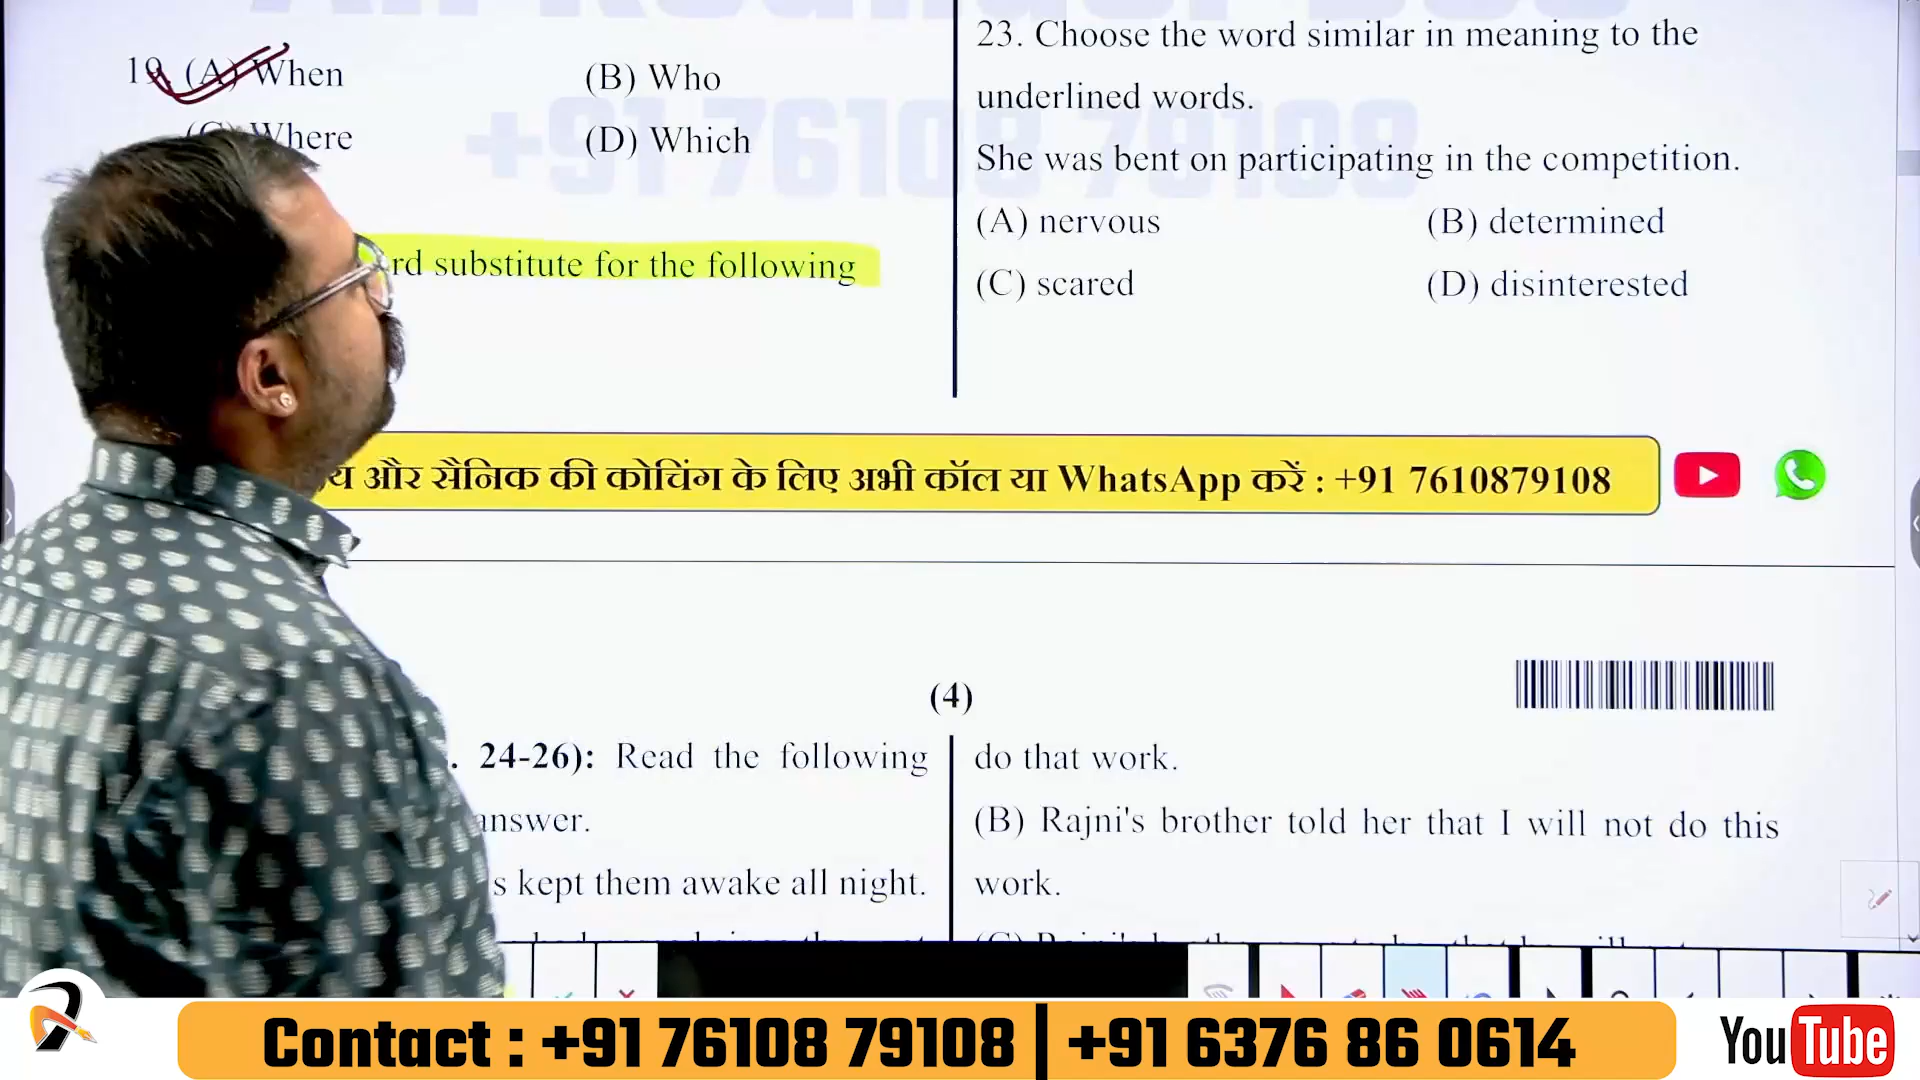 19. (A) When (B) Who
(C) Where (D) Which
substitute for the following
23. Choose the word similar in meaning to the
underlined words.
She was bent on participating in the competition.
(A) nervous (B) determined
(C) scared (D) disinterested
+91 76108 79108
और सैनिक की कोचिंग के लिए अभी कॉल या WhatsApp करें : +91 7610879108
(4)
24-26): Read the following
answer.
kept them awake all night.
do that work.
(B) Rajni's brother told her that I will not do this
work.
Contact : +91 76108 79108 | +91 6376 86 0614
YouTube